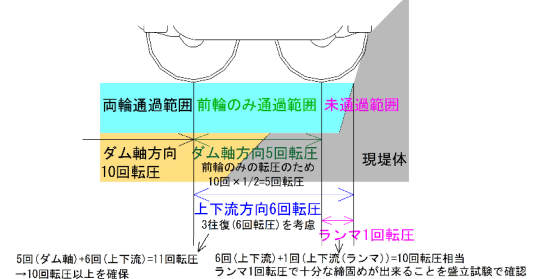 両輪通過範囲
前輪のみ通過範囲
未通過範囲
ダム軸方向
10回転圧
ダム軸方向5回転圧
前輪のみの転圧のため
10回×1/2=5回転圧
現堤体
上下流方向6回転圧
3往復(6回転圧)を考慮
ランマ1回転圧
5回(ダム軸)+6回(上下流)=11回転圧
→10回転圧以上を確保
6回(上下流)+1回(上下流(ランマ))=10回転圧相当
ランマ1回転圧で十分な締固めが出来ることを盛立試験で確認